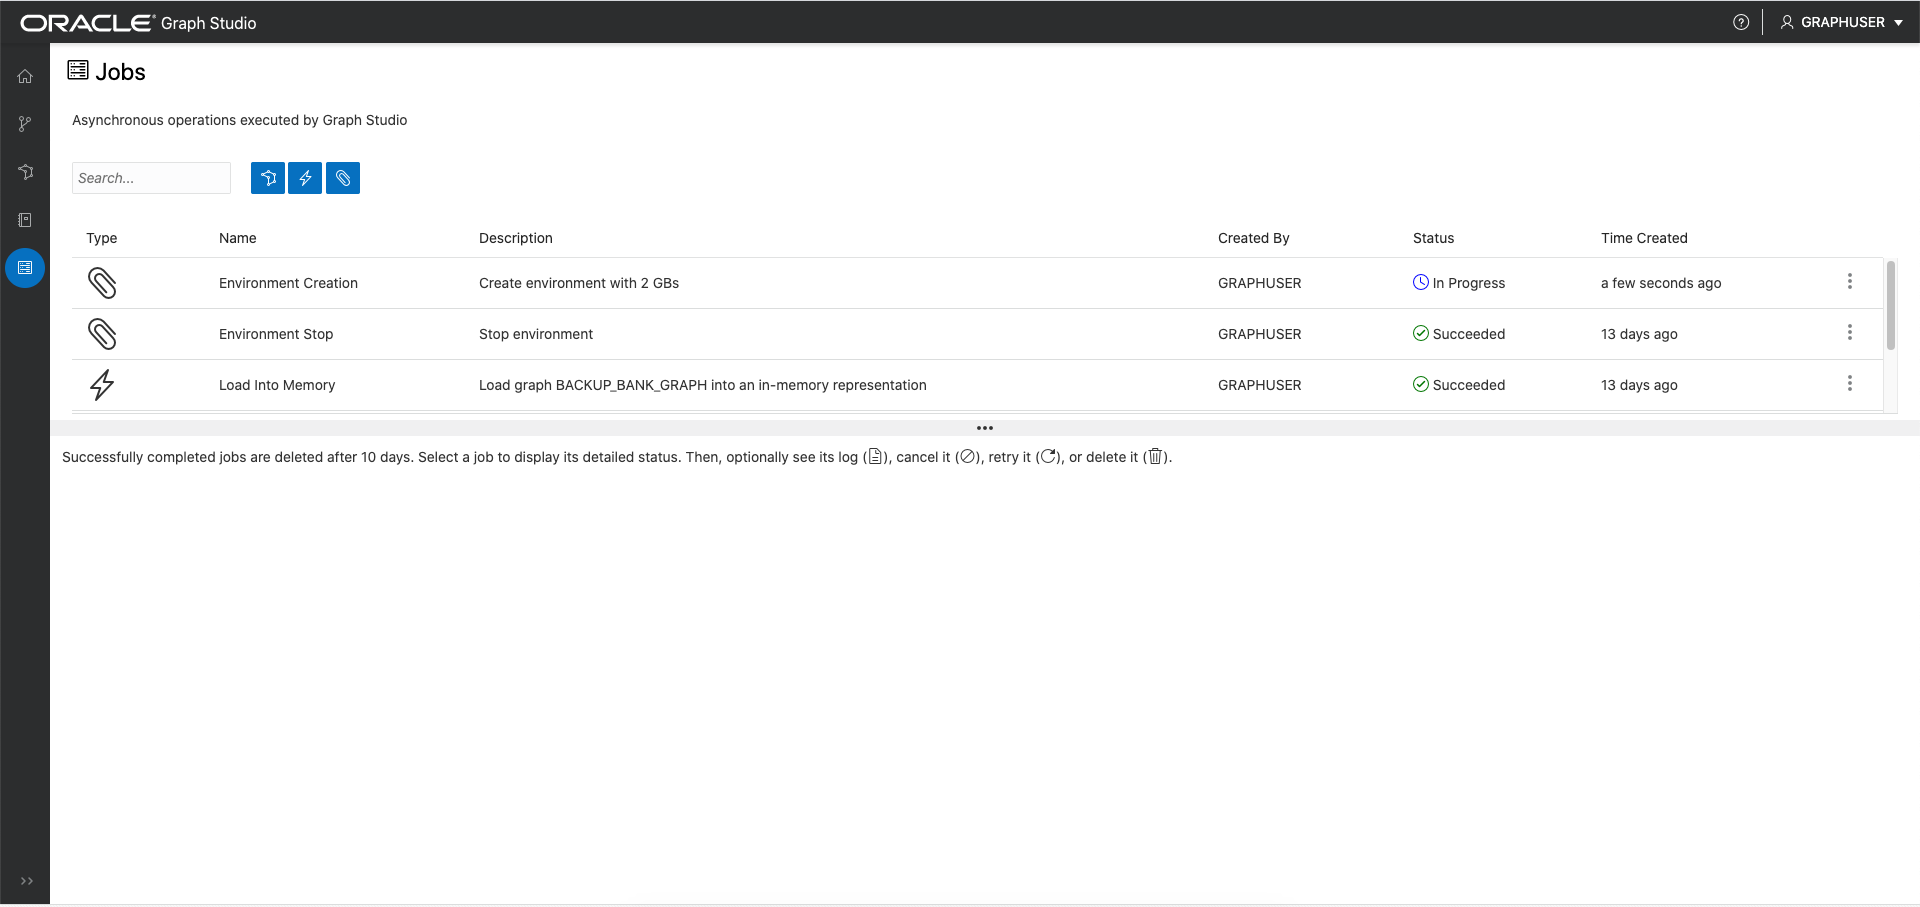 ORACLE® Graph Studio
GRAPHUSER
Jobs
Asynchronous operations executed by Graph Studio
Search...
Type Name Description Created By Status Time Created
Environment Creation Create environment with 2 GBs GRAPHUSER In Progress a few seconds ago
Environment Stop Stop environment GRAPHUSER Succeeded 13 days ago
Load Into Memory Load graph BACKUP_BANK_GRAPH into an in-memory representation GRAPHUSER Succeeded 13 days ago
Successfully completed jobs are deleted after 10 days. Select a job to display its detailed status. Then, optionally see its log (), cancel it (), retry it (), or delete it ().